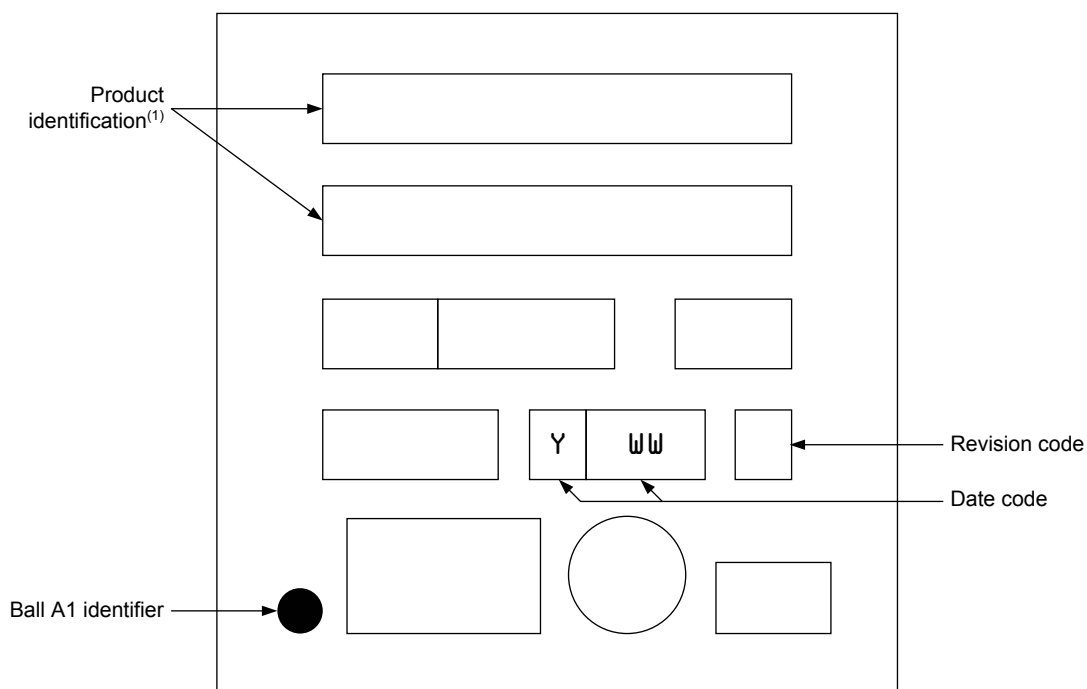 Product
identification(1)
Y WW
Revision code
Date code
Ball A1 identifier